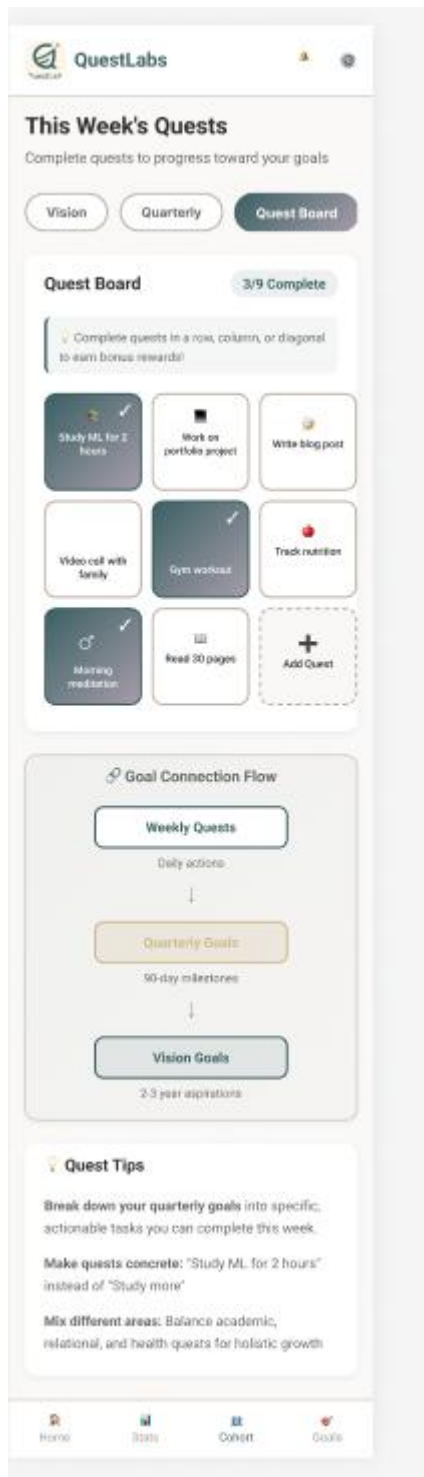 QuestLabs
This Week's Quests
Complete quests to progress toward your goals
Vision
Quarterly
Quest Board
Quest Board
3/9 Complete
Complete quests in a row, column, or diagonal
to earn bonus rewards!
Study ML for 2
hours
Work on
portfolio project
Write blog post
Video call with
family
Gym workout
Track nutrition
Morning
meditation
Read 30 pages
Add Quest
Goal Connection Flow
Weekly Quests
Daily actions
↓
Quarterly Goals
90-day milestones
↓
Vision Goals
2-3 year aspirations
Quest Tips
Break down your quarterly goals into specific,
actionable tasks you can complete this week.
Make quests concrete: "Study ML for 2 hours"
instead of "Study more"
Mix different areas: Balance academic,
relational, and health quests for holistic growth
Home
Stats
Cohort
Goals